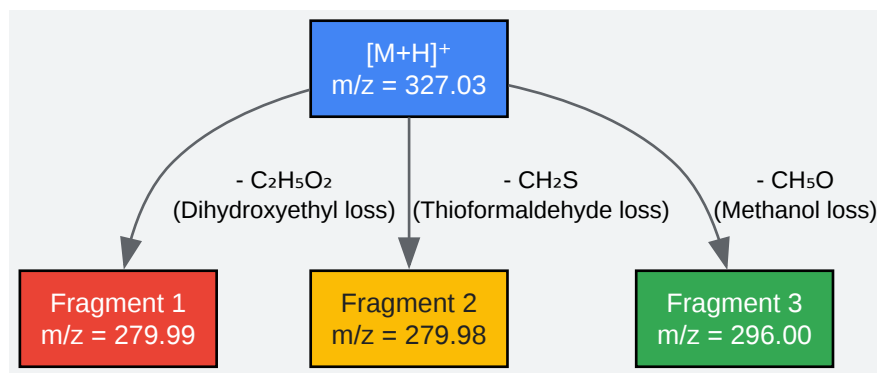 [M+H]⁺
m/z = 327.03
- C₂H₅O₂
(Dihydroxyethyl loss)
- CH₂S
(Thioformaldehyde loss)
- CH₅O
(Methanol loss)
Fragment 1
m/z = 279.99
Fragment 2
m/z = 279.98
Fragment 3
m/z = 296.00